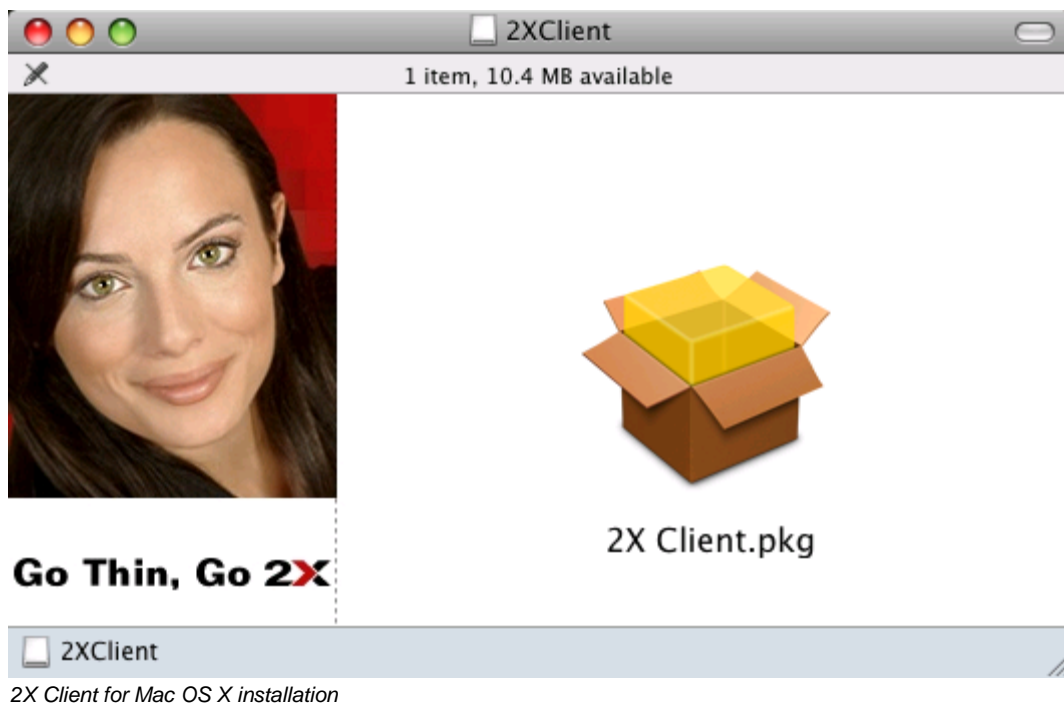 2XClient
1 item, 10.4 MB available
2X Client.pkg
Go Thin, Go 2X
2XClient
2X Client for Mac OS X installation